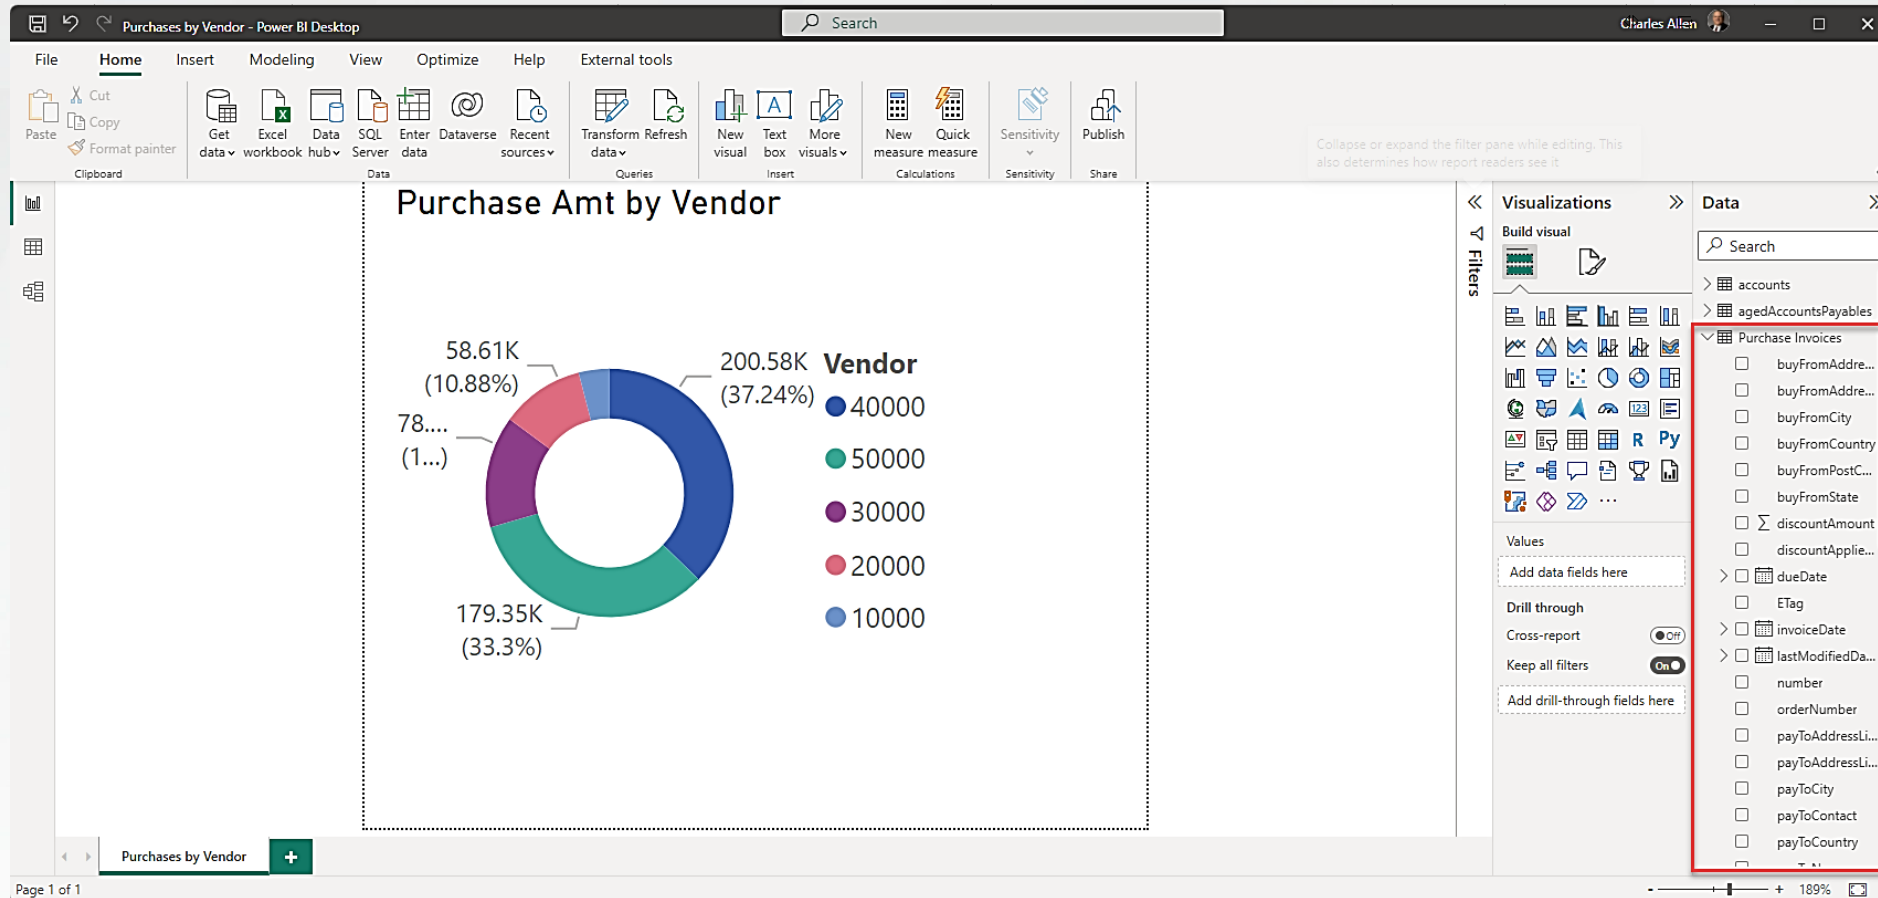 Purchases by Vendor - Power BI Desktop
Search
Charles Allen
File Home Insert Modeling View Optimize Help External tools
Paste
Cut
Copy
Format painter
Clipboard
Get data
Excel workbook
Data hub
SQL Server
Enter data
Dataverse
Recent sources
Data
Transform data
Refresh
Queries
New visual
Text box
More visuals
Insert
New measure
Quick measure
Calculations
Sensitivity
Sensitivity
Publish
Share
Collapse or expand the filter pane while editing. This
also determines how report readers see it
Purchase Amt by Vendor
58.61K
(10.88%)
200.58K
(37.24%)
78....
(1...)
179.35K
(33.3%)
Vendor
40000
50000
30000
20000
10000
Filters
Visualizations
Build visual
123
R
Py
Values
Add data fields here
Drill through
Cross-report
Off
Keep all filters
On
Add drill-through fields here
Data
Search
accounts
agedAccountsPayables
Purchase Invoices
buyFromAddre...
buyFromAddre...
buyFromCity
buyFromCountry
buyFromPostC...
buyFromState
discountAmount
discountApplie...
dueDate
ETag
invoiceDate
lastModifiedDa...
number
orderNumber
payToAddressLi...
payToAddressLi...
payToCity
payToContact
payToCountry
Purchases by Vendor
+
Page 1 of 1
- + 189%